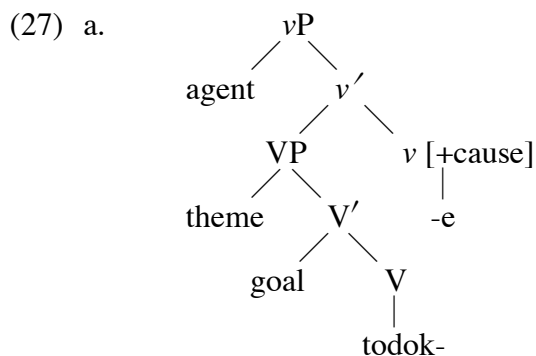 (27) a. vP
agent v′
VP v [+cause]
theme V′ -e
goal V
todok-